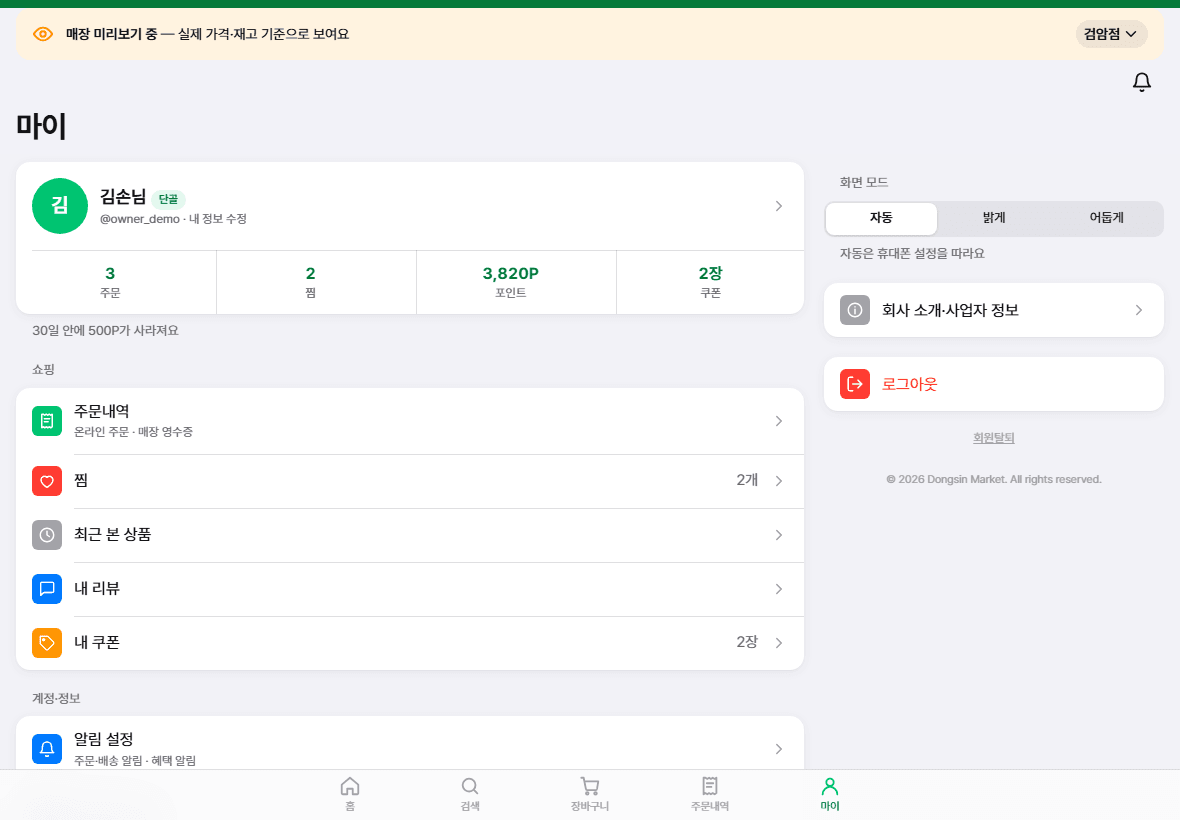 매장 미리보기 중 — 실제 가격·재고 기준으로 보여요
검암점
마이
김
김손님 단골
@owner_demo · 내 정보 수정
3
주문
2
찜
3,820P
포인트
2장
쿠폰
30일 안에 500P가 사라져요
쇼핑
주문내역
온라인 주문 · 매장 영수증
찜
2개
최근 본 상품
내 리뷰
내 쿠폰
2장
계정·정보
알림 설정
주문·배송 알림 · 혜택 알림
화면 모드
자동
밝게
어둡게
자동은 휴대폰 설정을 따라요
회사 소개·사업자 정보
로그아웃
회원탈퇴
© 2026 Dongsin Market. All rights reserved.
홈
검색
장바구니
주문내역
마이